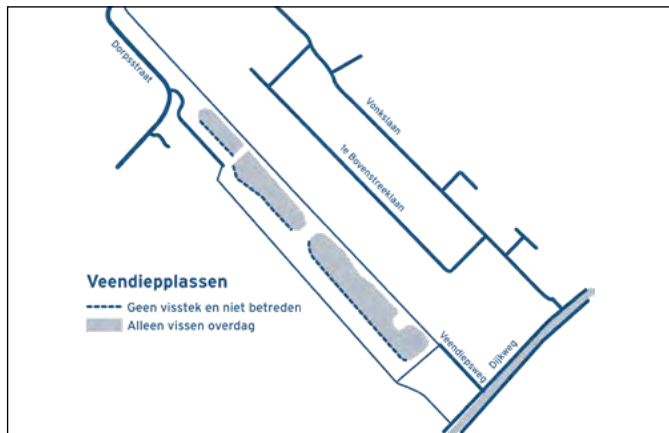 Dorpsstraat
Vonkslaan
1e Bovenstreeklaan
Veendiepplassen
Geen visstek en niet betreden
Alleen vissen overdag
Veendiepsweg
Dijkweg